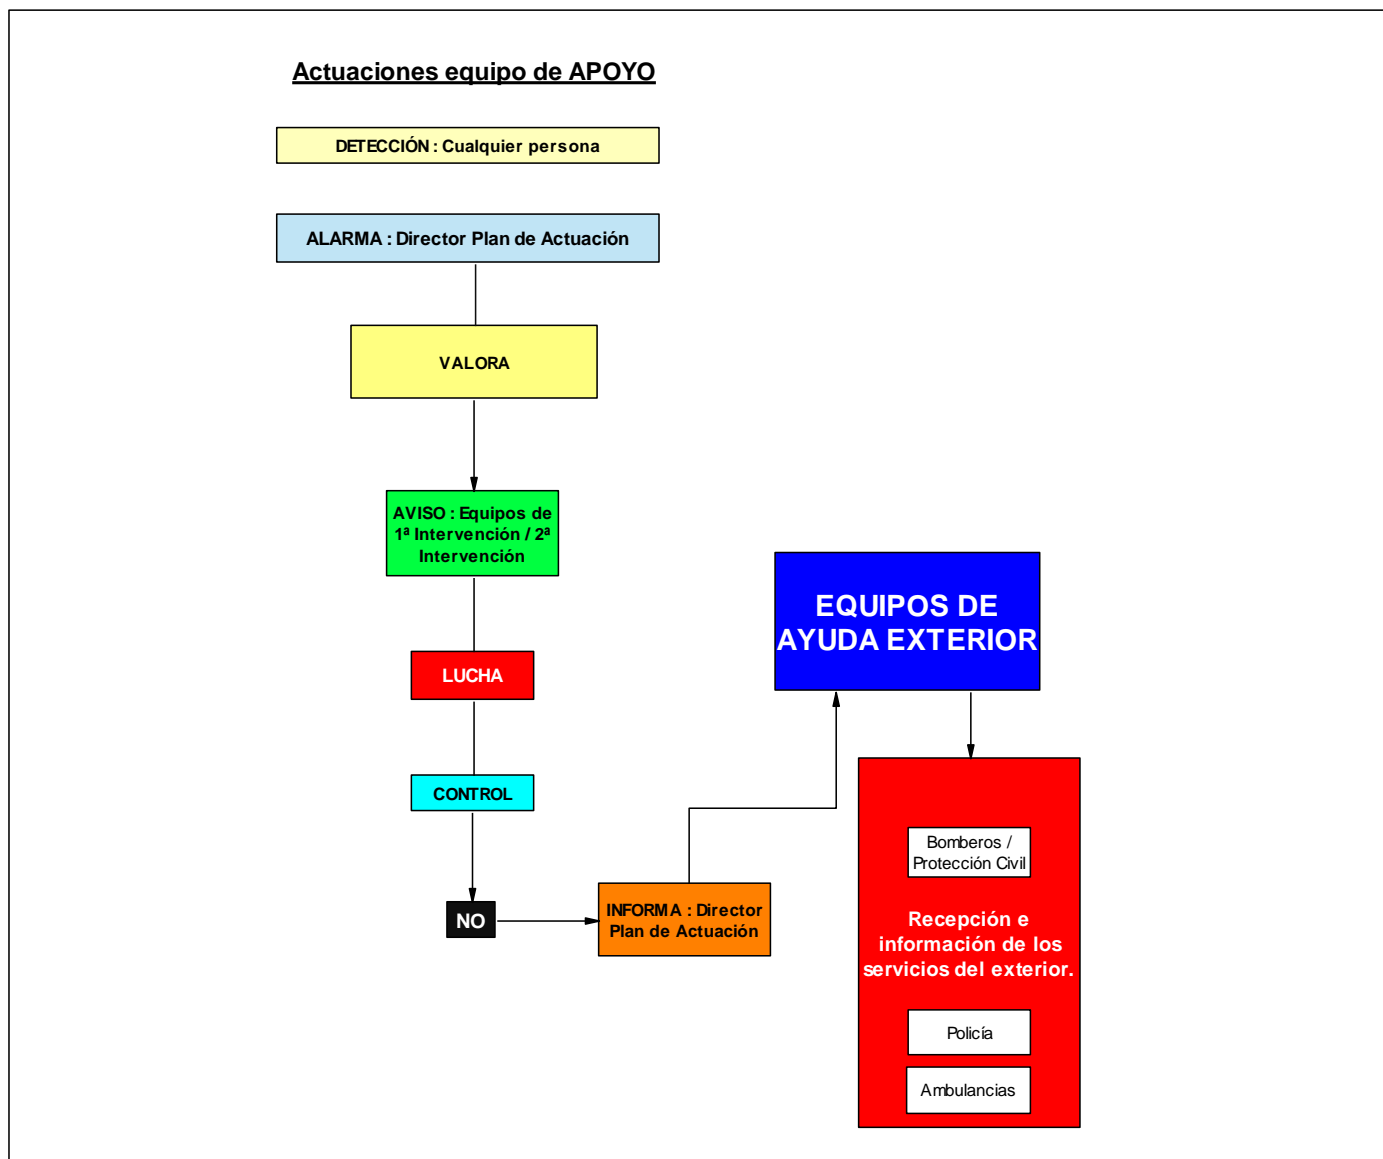 Actuaciones equipo de APOYO
DETECCIÓN : Cualquier persona
ALARMA : Director Plan de Actuación
VALORA
AVISO : Equipos de
1ª Intervención / 2ª
Intervención
EQUIPOS DE
AYUDA EXTERIOR
LUCHA
CONTROL
NO
INFORMA : Director
Plan de Actuación
Bomberos /
Protección Civil
Recepción e
información de los
servicios del exterior.
Policía
Ambulancias